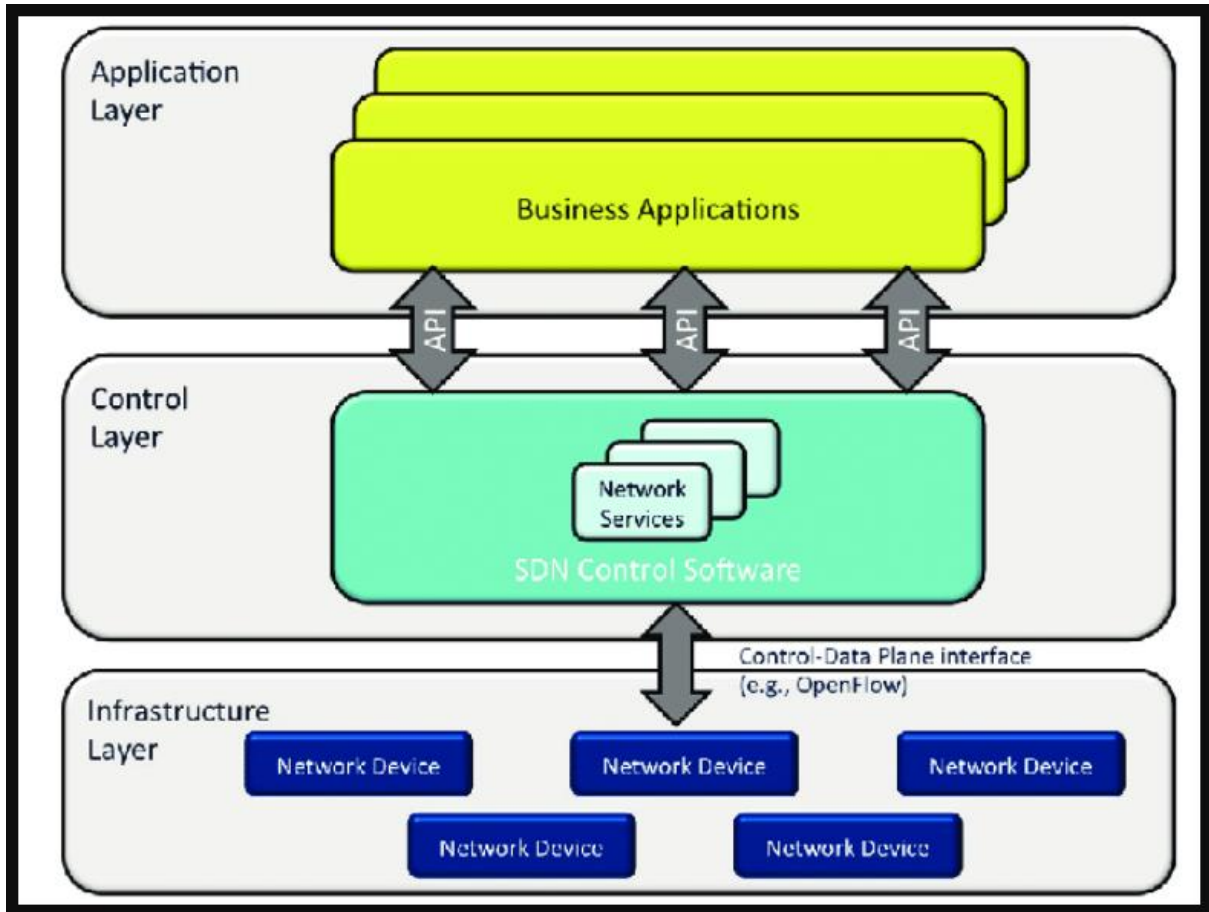 Application
Layer
Business Applications
API
API
API
Control
Layer
Network
Services
SDN Control Software
Control-Data Plane interface
(e.g., OpenFlow)
Infrastructure
Layer
Network Device
Network Device
Network Device
Network Device
Network Device